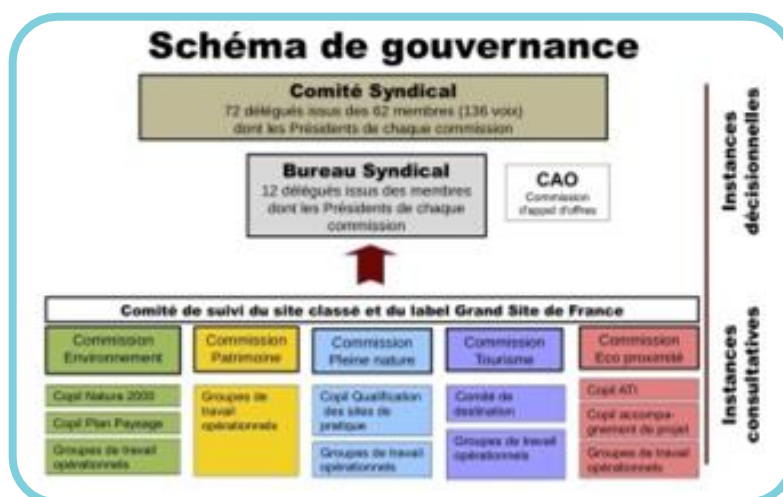 Schéma de gouvernance
Comité Syndical
72 délégués issus des 62 membres (136 voix)
dont les Présidents de chaque commission
Bureau Syndical
12 délégués issus des membres
dont les Présidents de chaque
commission
CAO
Commission
d'appel d'offres
Instances
décisionnelles
Comité de suivi du site classé et du label Grand Site de France
Commission
Environnement
Commission
Patrimoine
Commission
Pleine nature
Commission
Tourisme
Commission
Eco proximité
Copil Natura 2000
Copil Plan Paysage
Groupes de travail
opérationnels
Groupes de
travail
opérationnels
Copil Qualification
des sites de
pratique
Groupes de travail
opérationnels
Comité de
destination
Groupes de travail
opérationnels
Copil ATI
Copil accompa-
gnement de projet
Groupes de travail
opérationnels
Instances
consultatives